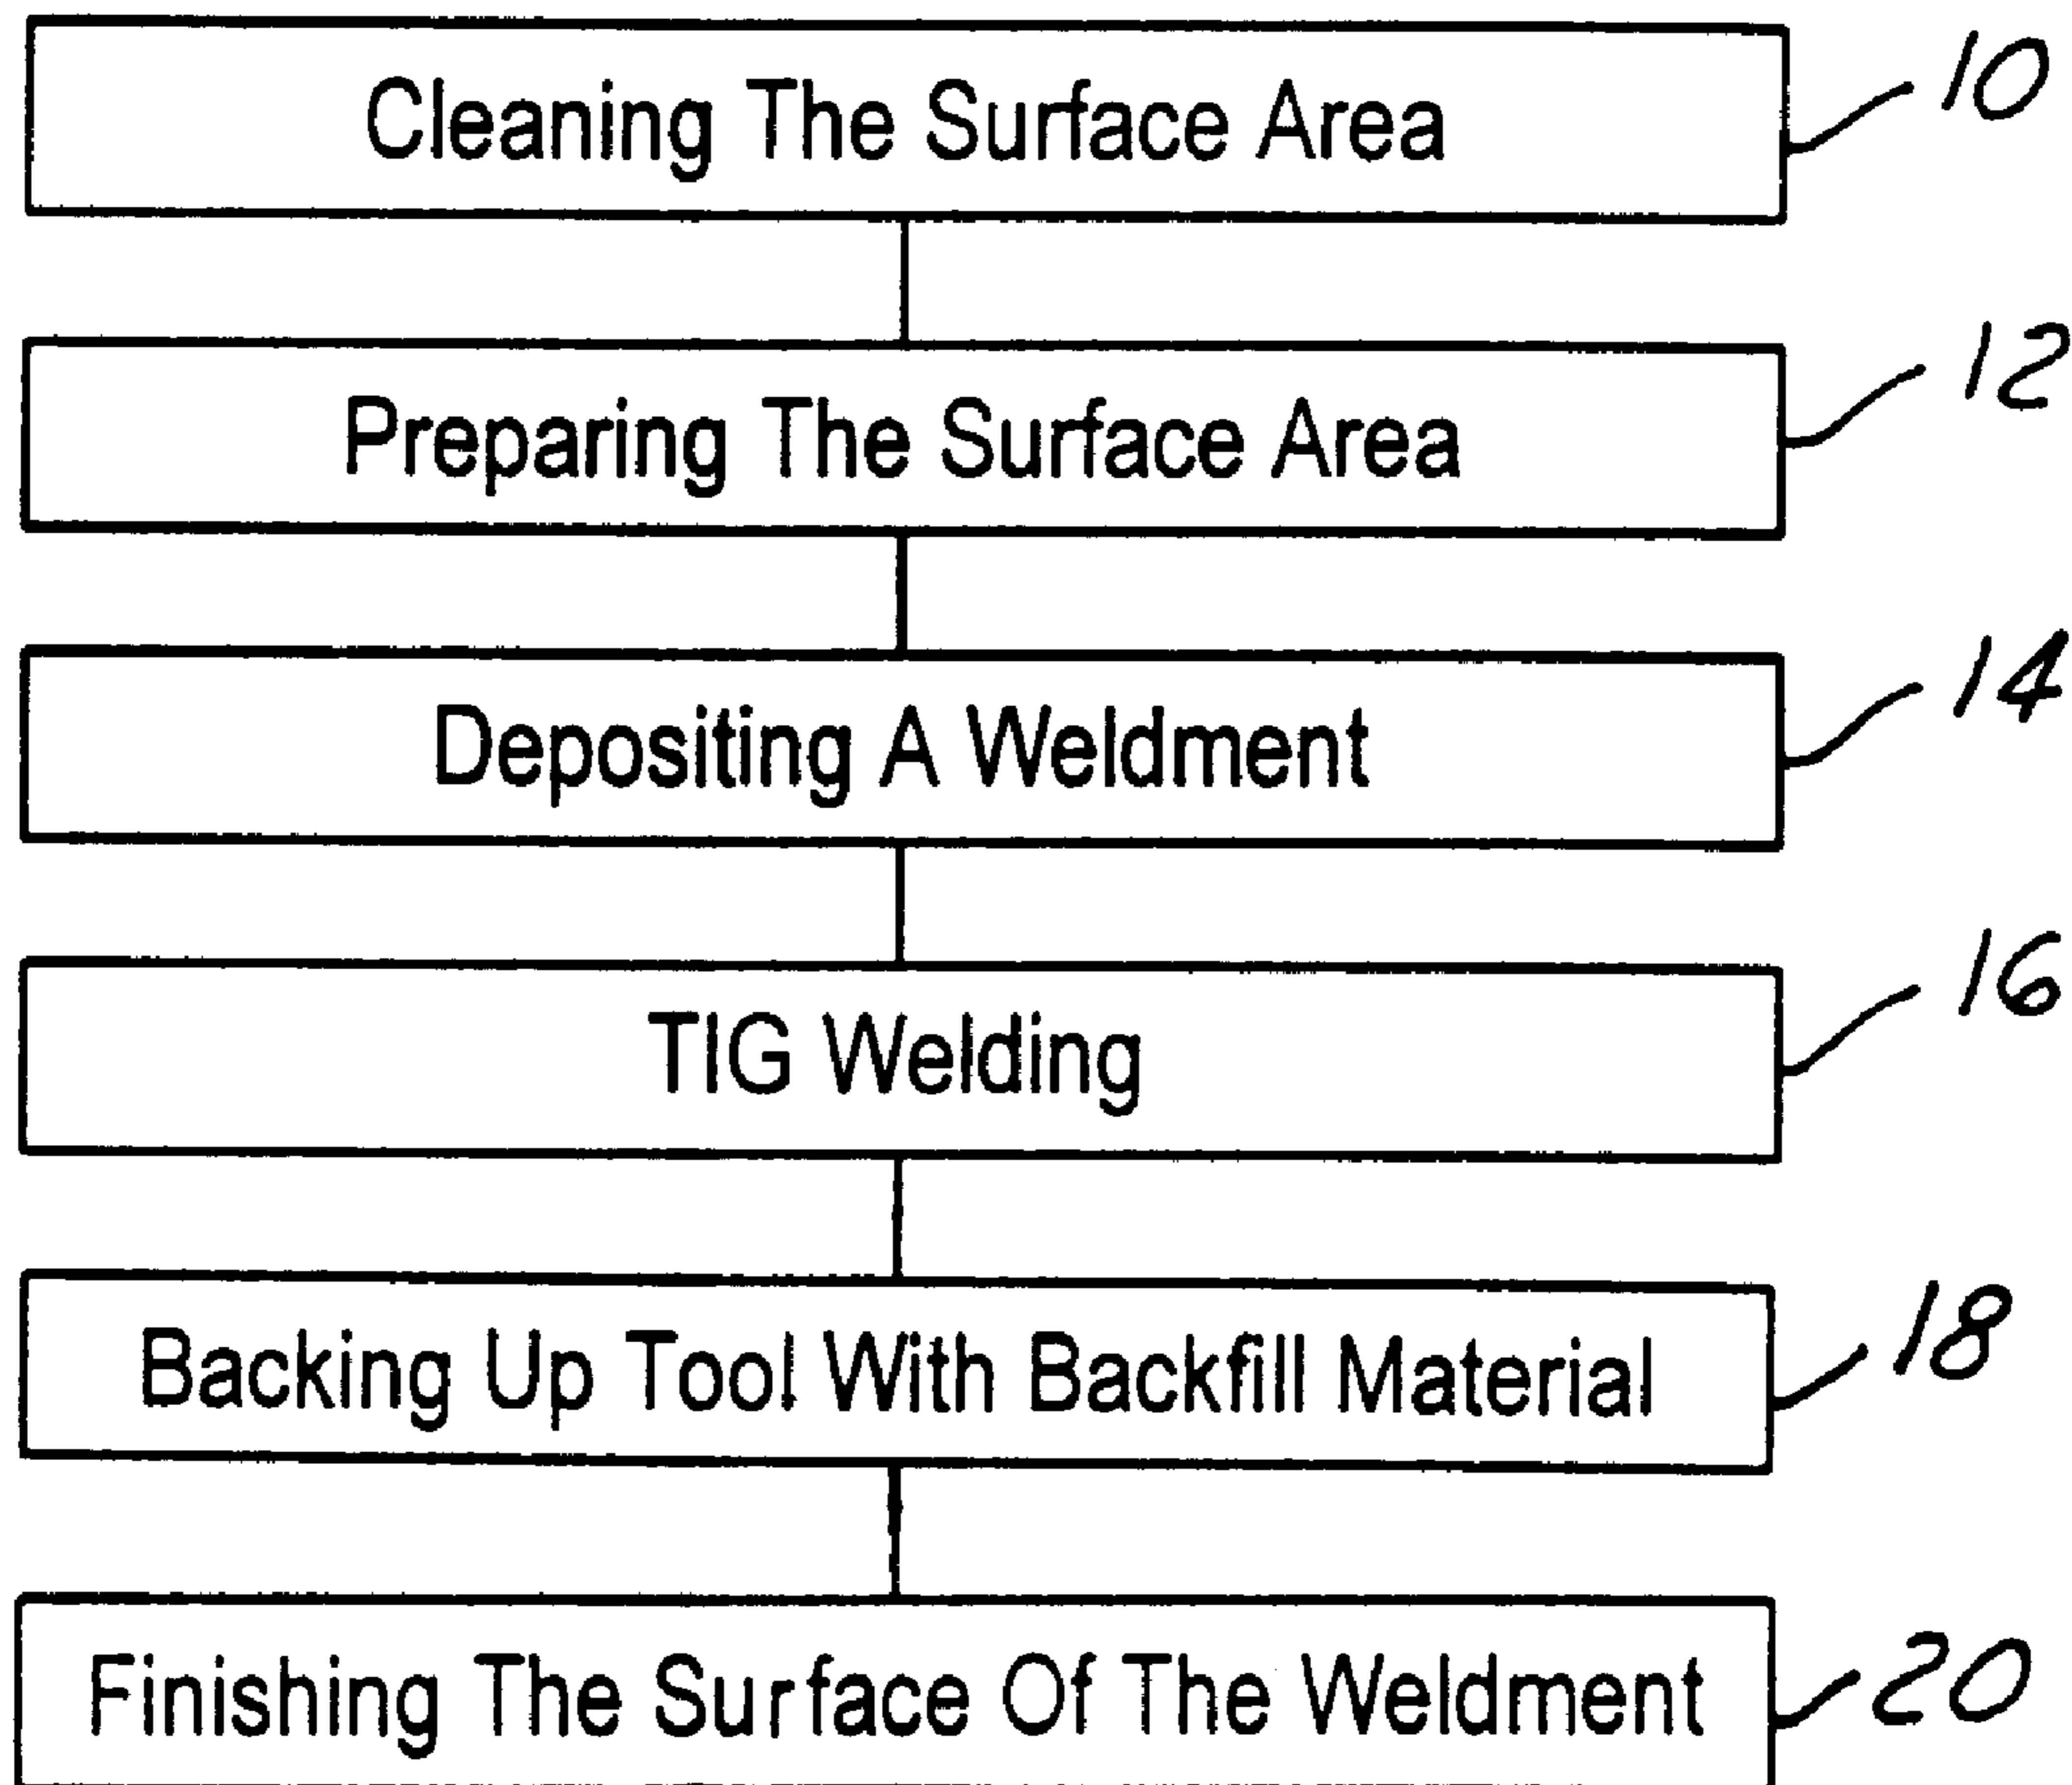 Cleaning The Surface Area
10
Preparing The Surface Area
12
Depositing A Weldment
14
TIG Welding
16
Backing Up Tool With Backfill Material
18
Finishing The Surface Of The Weldment
20